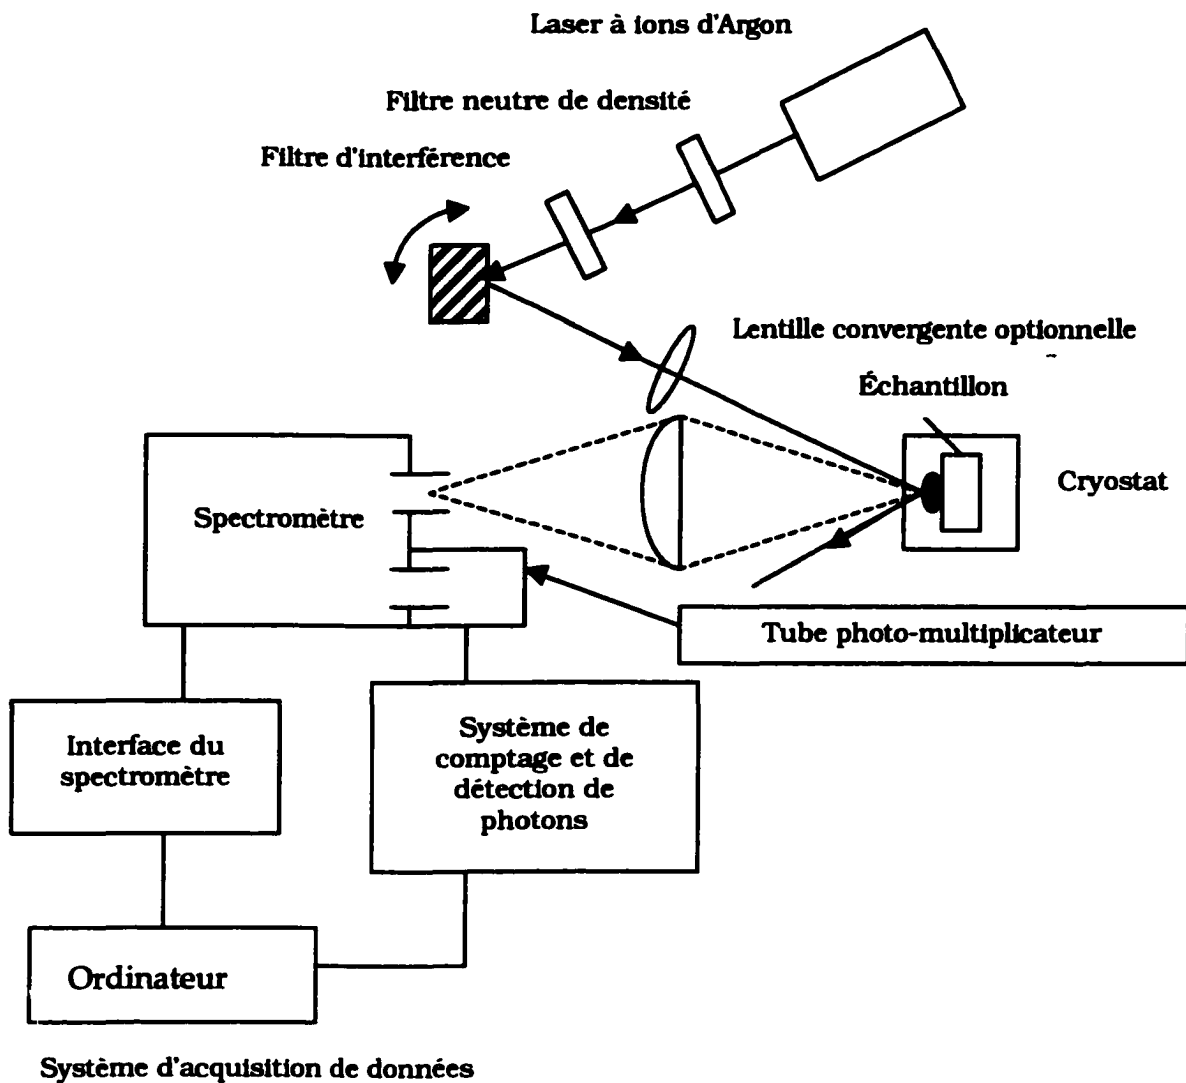 Laser à ions d'Argon
Filtre neutre de densité
Filtre d'interférence
Lentille convergente optionnelle
Échantillon
Cryostat
Spectromètre
Tube photo-multiplicateur
Interface du
spectromètre
Système de
comptage et de
détection de
photons
Ordinateur
Système d'acquisition de données